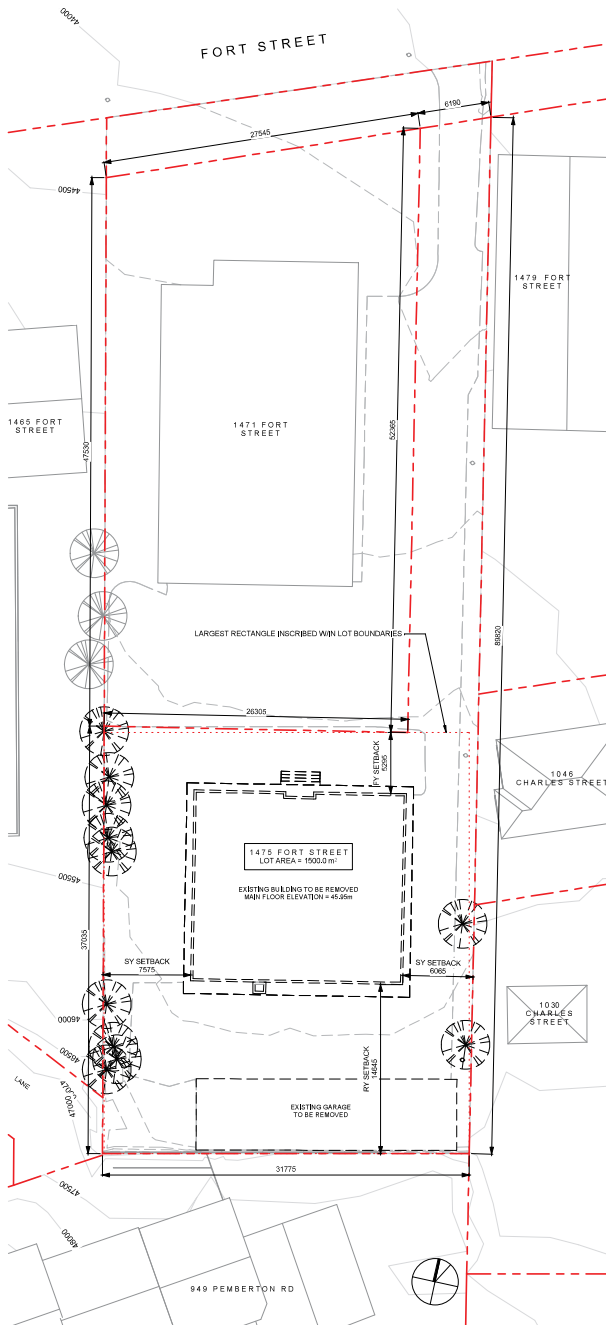 44000
FORT STREET
6190
27545
44500
1479 FORT
STREET
1465 FORT
STREET
1471 FORT
STREET
47530
52365
89820
LARGEST RECTANGLE INSCRIBED W/IN LOT BOUNDARIES
26305
FY SETBACK
5295
1046
CHARLES STREET
1475 FORT STREET
LOT AREA = 1500.0 m²
EXISTING BUILDING TO BE REMOVED
MAIN FLOOR ELEVATION = 45.95m
45500
37035
SY SETBACK
7575
SY SETBACK
6065
46000
1030
CHARLES
STREET
46500
RY SETBACK
14645
LANE
47000
EXISTING GARAGE
TO BE REMOVED
31775
47500
48000
949 PEMBERTON RD